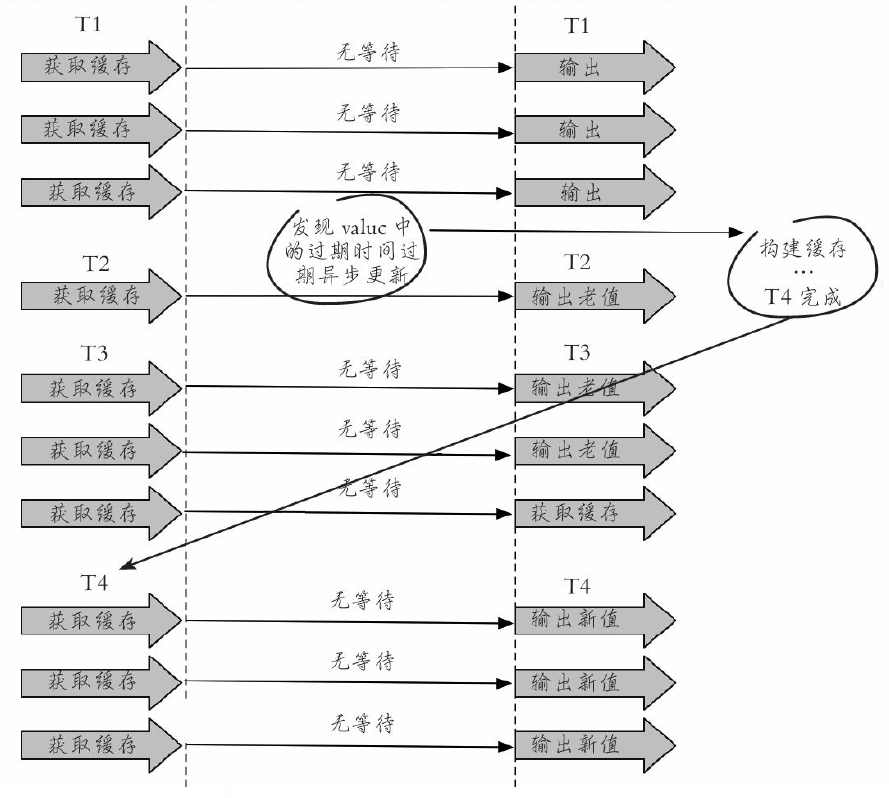 T1 T1
获取缓存 无等待 输出
获取缓存 无等待 输出
获取缓存 无等待 输出
发现 valuc 中
的过期时间过
期异步更新
构建缓存
…
T4 完成
T2 T2
获取缓存 输出老值
T3 T3
获取缓存 无等待 输出老值
获取缓存 无等待 输出老值
获取缓存 无等待 获取缓存
T4 T4
获取缓存 无等待 输出新值
获取缓存 无等待 输出新值
获取缓存 无等待 输出新值